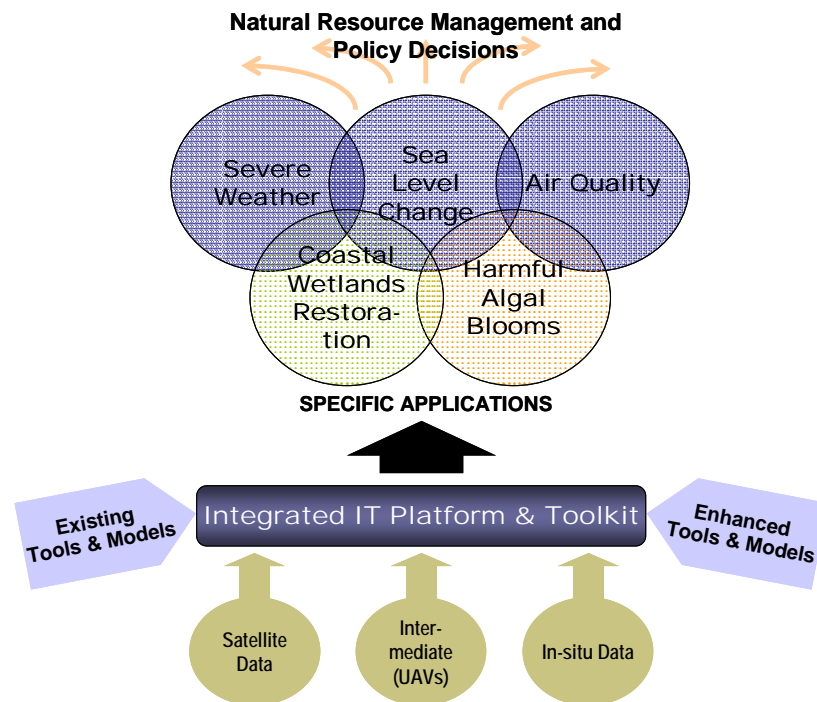 Natural Resource Management and
Policy Decisions
Severe
Weather
Sea
Level
Change
Air Quality
Coastal
Wetlands
Restora-
tion
Harmful
Algal
Blooms
SPECIFIC APPLICATIONS
Existing
Tools & Models
Integrated IT Platform & Toolkit
Enhanced
Tools & Models
Satellite
Data
Inter-
mediate
(UAVs)
In-situ Data